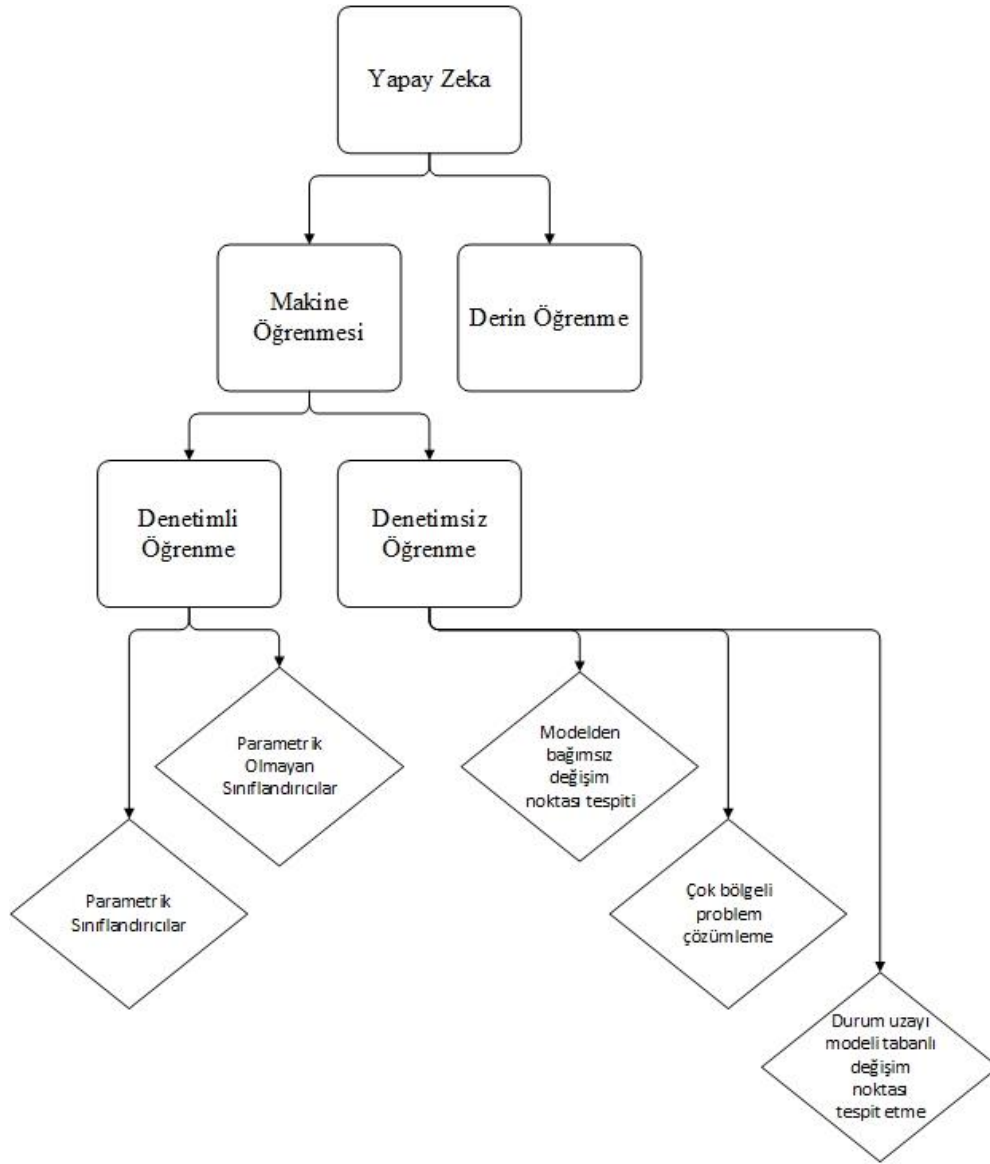 Yapay Zeka
Makine
Öğrenmesi
Derin Öğrenme
Denetimli
Öğrenme
Denetimsiz
Öğrenme
Parametrik
Olmayan
Sınıflandırıcılar
Modelden
bağımsız
değişim
noktası tespiti
Parametrik
Sınıflandırıcılar
Çok bölgeli
problem
çözümleme
Durum uzayı
modeli tabanlı
değişim
noktası
tespit etme